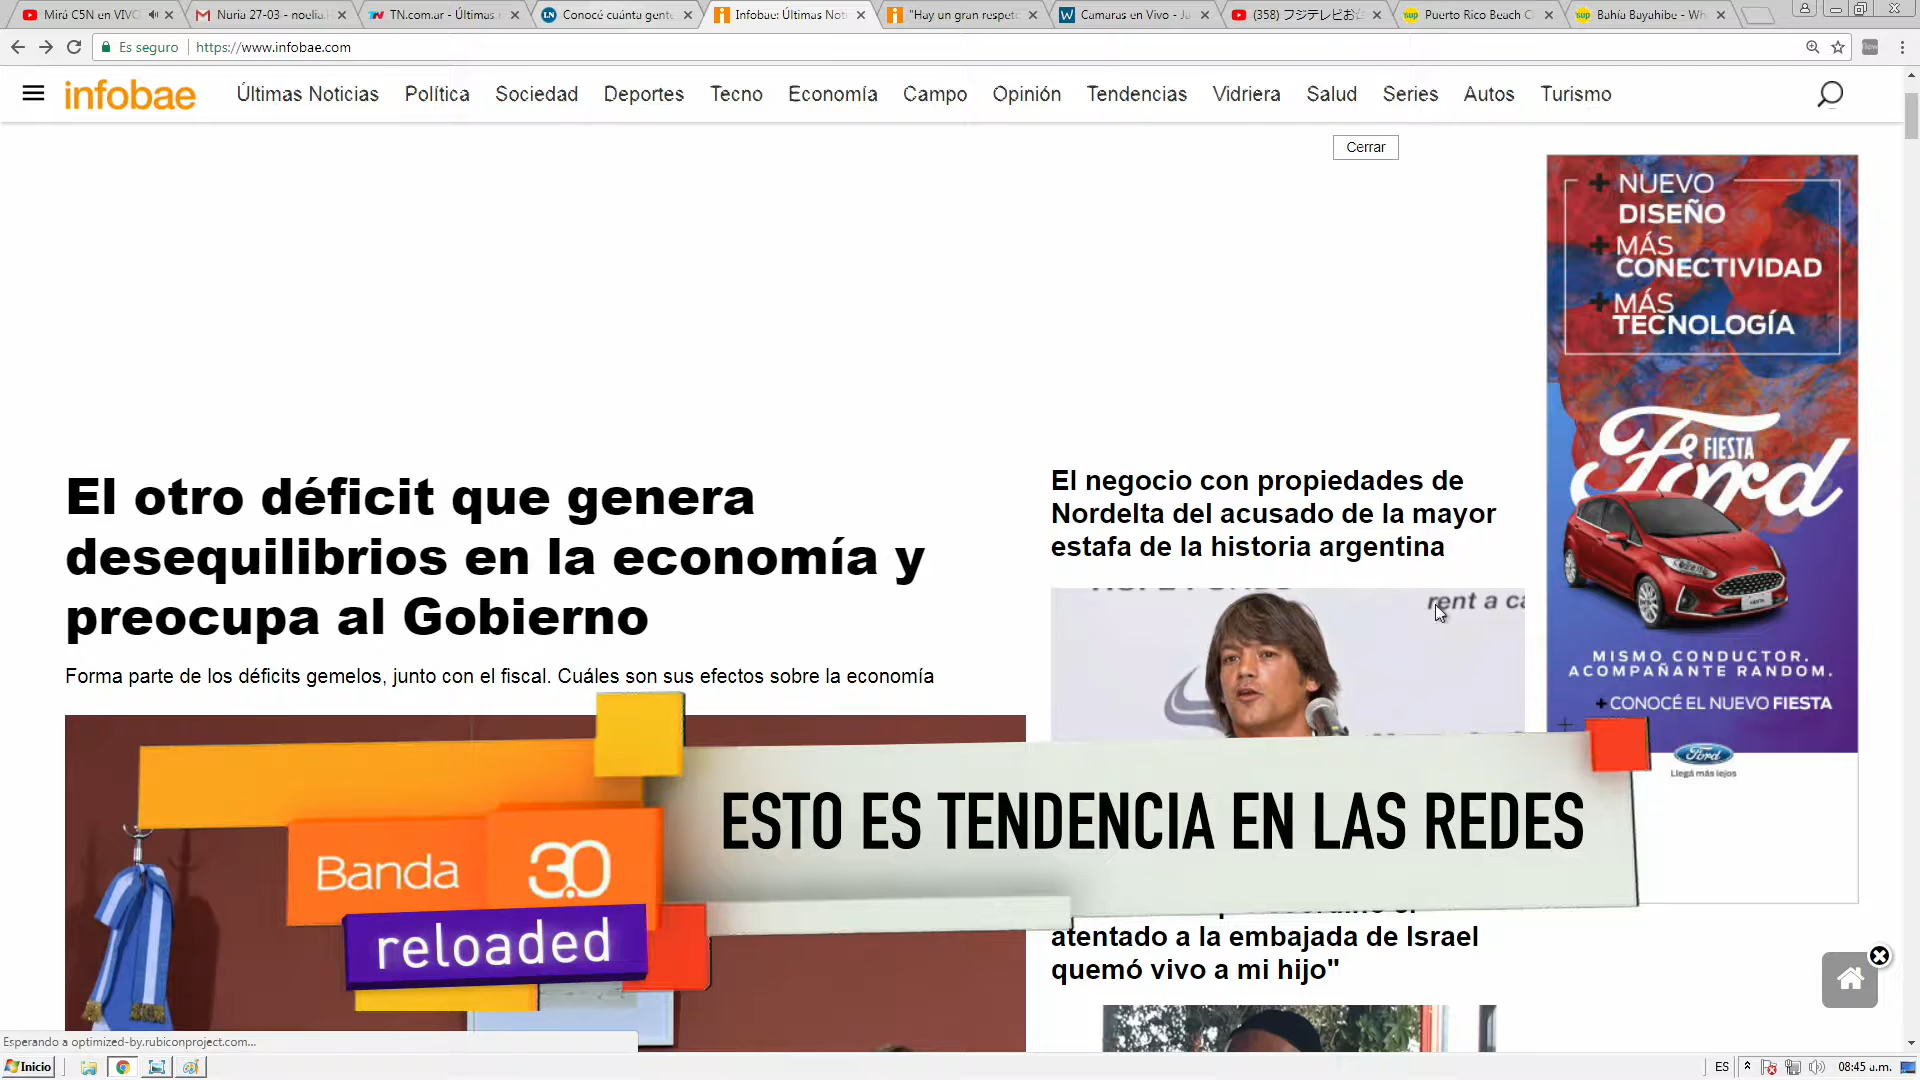 Mirá C5N en VIVO
Nuria 27-03 - noelia.
TN.com.ar - Últimas
Conocé cuánta gente
Infobae: Últimas Not
"Hay un gran respeto
Camaras en Vivo - Ju
(358) フジテレビお台
Puerto Rico Beach C
Bahía Bayahibe - Wh
Es seguro
https://www.infobae.com
infobae
Últimas Noticias
Política
Sociedad
Deportes
Tecno
Economía
Campo
Opinión
Tendencias
Vidriera
Salud
Series
Autos
Turismo
Cerrar
+ NUEVO
DISEÑO
+ MÁS
CONECTIVIDAD
+ MÁS
TECNOLOGÍA
FIESTA
Ford
MISMO CONDUCTOR.
ACOMPAÑANTE RANDOM.
+ CONOCÉ EL NUEVO FIESTA
Ford
Llegá más lejos
El otro déficit que genera
desequilibrios en la economía y
preocupa al Gobierno
Forma parte de los déficits gemelos, junto con el fiscal. Cuáles son sus efectos sobre la economía
El negocio con propiedades de
Nordelta del acusado de la mayor
estafa de la historia argentina
rent a ca
ESTO ES TENDENCIA EN LAS REDES
Banda 3.0
reloaded
atentado a la embajada de Israel
quemó vivo a mi hijo"
Esperando a optimized-by.rubiconproject.com...
Inicio
ES
08:45 a.m.